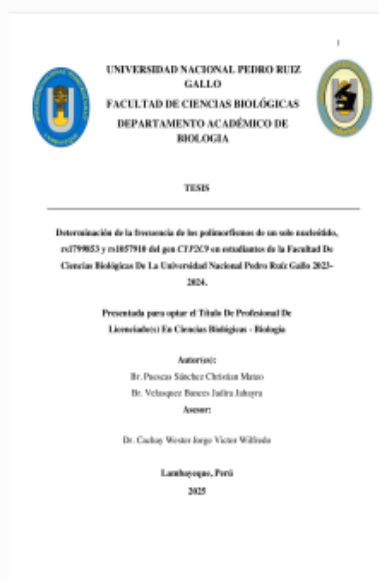 1
UNIVERSIDAD NACIONAL PEDRO RUIZ
GALLO
FACULTAD DE CIENCIAS BIOLÓGICAS
DEPARTAMENTO ACADÉMICO DE
BIOLOGIA
TESIS
Determinación de la frecuencia de los polimorfismos de un solo nucleótido,
rs1799853 y rs1057910 del gen CYP2C9 en estudiantes de la Facultad De
Ciencias Biológicas De La Universidad Nacional Pedro Ruiz Gallo 2023-
2024.
Presentada para optar el Título De Profesional De
Licenciado(s) En Ciencias Biológicas - Biología
Autor(es):
Br. Puescas Sánchez Christian Mateo
Br. Velasquez Bances Jadira Jahayra
Asesor:
Dr. Cachay Wester Jorge Victor Wilfredo
Lambayeque, Perú
2025